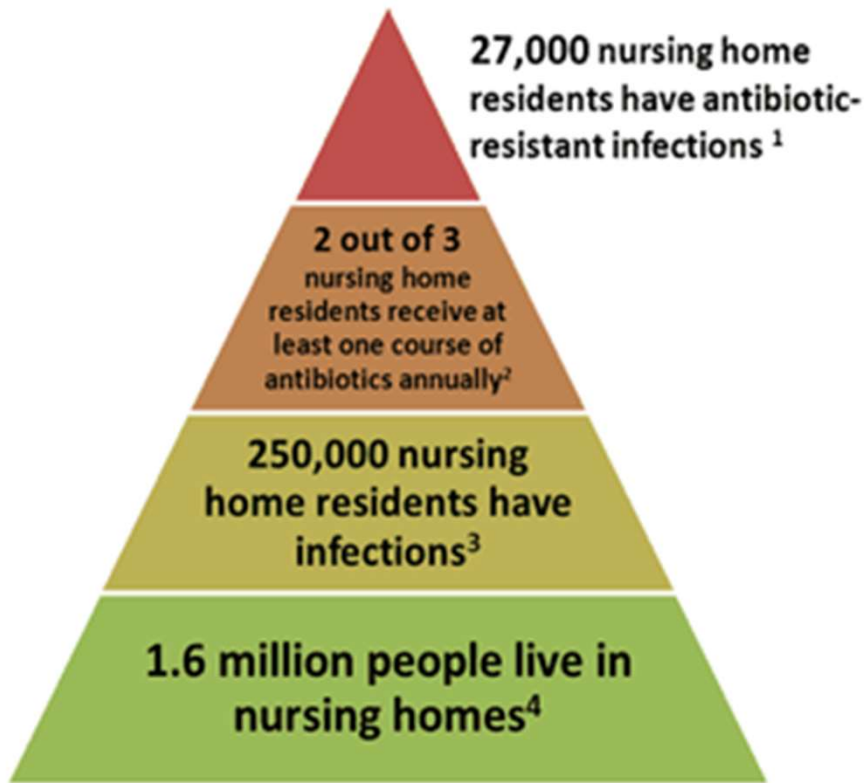 27,000 nursing home
residents have antibiotic-
resistant infections ¹
2 out of 3
nursing home
residents receive at
least one course of
antibiotics annually²
250,000 nursing
home residents have
infections³
1.6 million people live in
nursing homes⁴